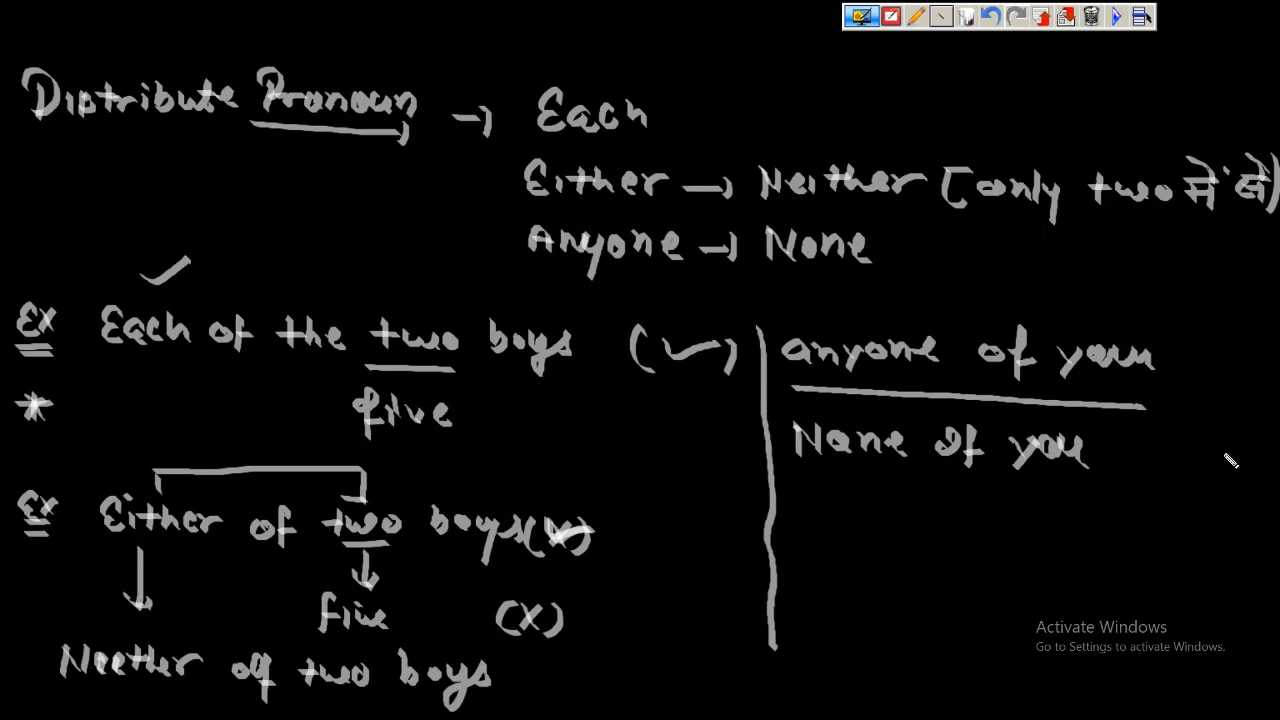 Distribute Pronoun → Each
Either → Neither [only two में से)
Anyone → None
Ex Each of the two boys (✓)
* five
Ex Either of two boys (✓)
five (X)
Neither of two boys
anyone of you
None of you
Activate Windows
Go to Settings to activate Windows.